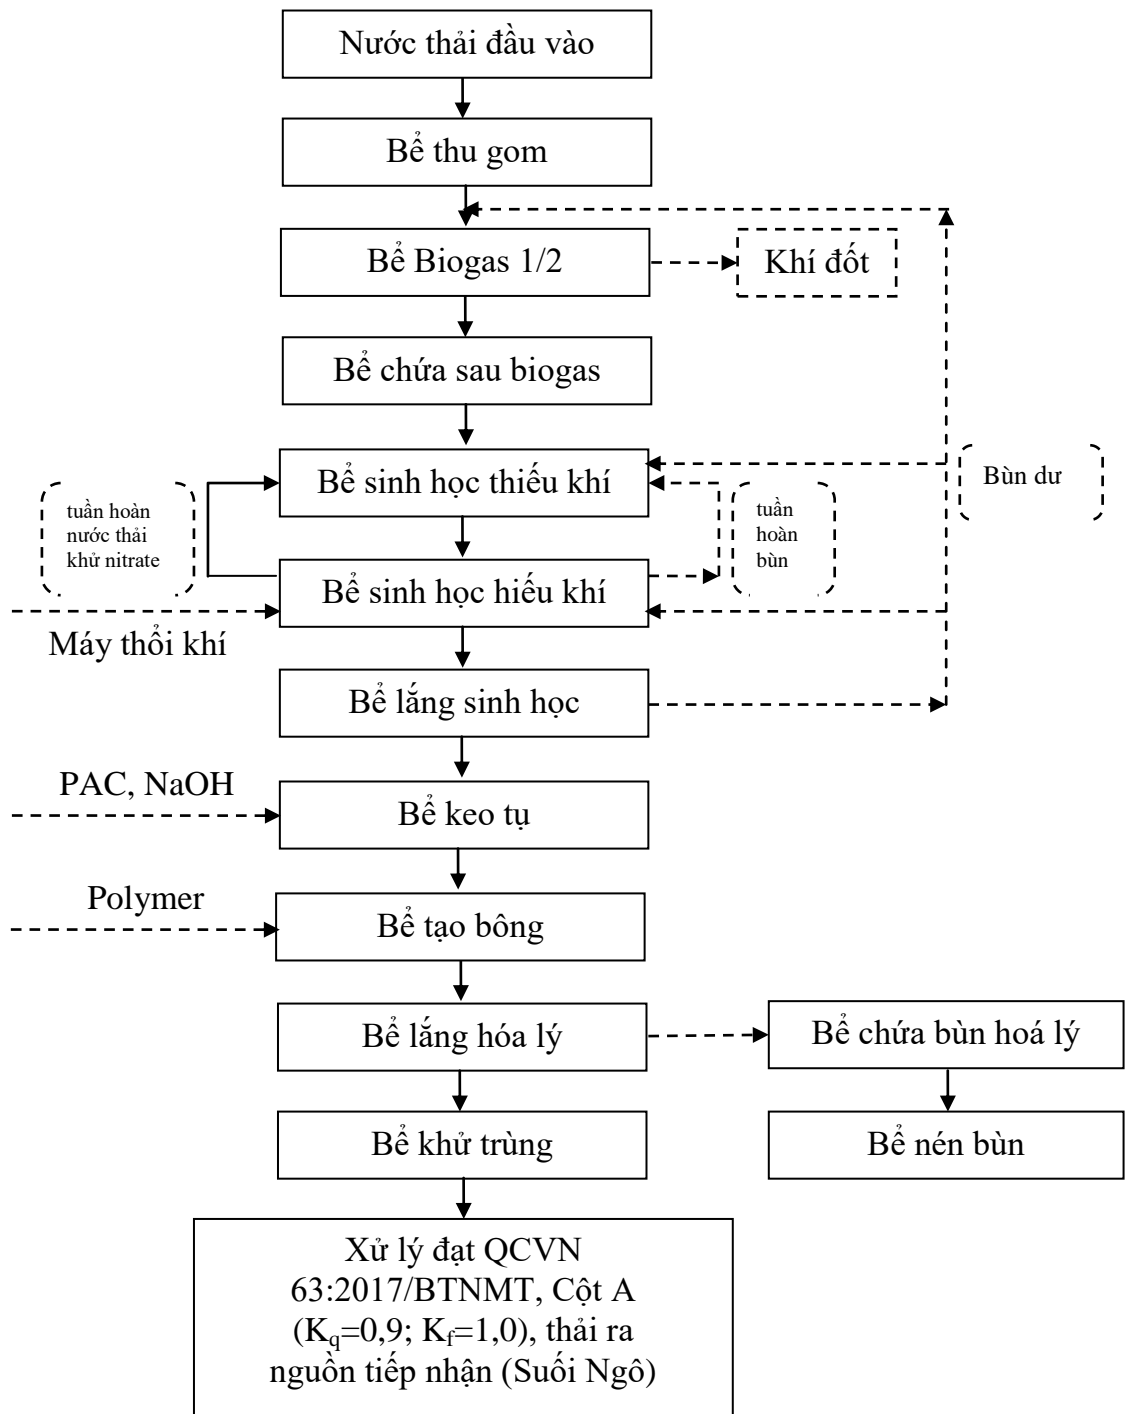 Nước thải đầu vào
Bể thu gom
Bể Biogas 1/2
Khí đốt
Bể chứa sau biogas
Bể sinh học thiếu khí
Bùn dư
tuần hoàn
nước thải
khử nitrate
tuần
hoàn
bùn
Bể sinh học hiếu khí
Máy thổi khí
Bể lắng sinh học
PAC, NaOH
Bể keo tụ
Polymer
Bể tạo bông
Bể lắng hóa lý
Bể chứa bùn hoá lý
Bể khử trùng
Bể nén bùn
Xử lý đạt QCVN
63:2017/BTNMT, Cột A
(Kq=0,9; Kf=1,0), thải ra
nguồn tiếp nhận (Suối Ngô)